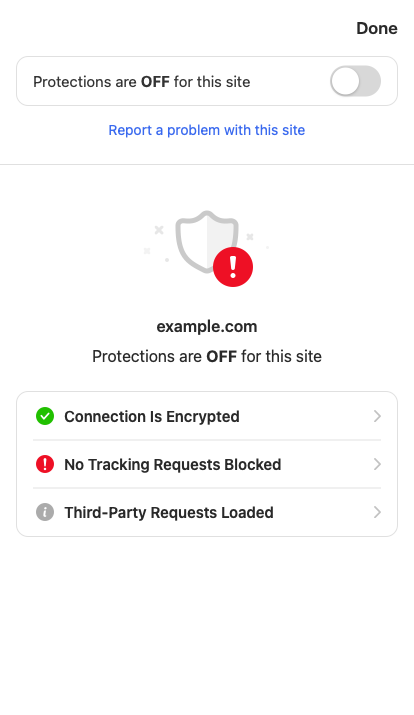 Done
Protections are OFF for this site
Report a problem with this site
example.com
Protections are OFF for this site
Connection Is Encrypted
No Tracking Requests Blocked
Third-Party Requests Loaded